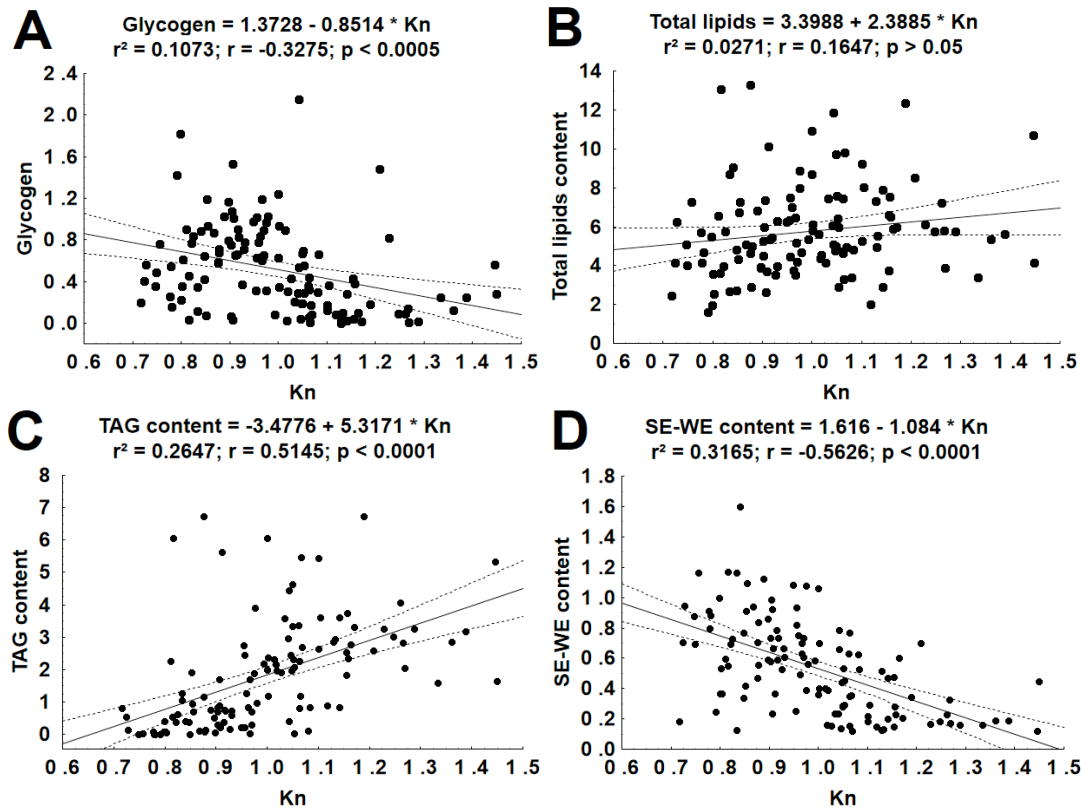 A
Glycogen = 1.3728 - 0.8514 * Kn
r² = 0.1073; r = -0.3275; p < 0.0005
2.4
2.0
1.6
1.2
0.8
0.4
0.0
Glycogen
0.6 0.7 0.8 0.9 1.0 1.1 1.2 1.3 1.4 1.5
Kn
B
Total lipids = 3.3988 + 2.3885 * Kn
r² = 0.0271; r = 0.1647; p > 0.05
14
12
10
8
6
4
2
0
Total lipids content
0.6 0.7 0.8 0.9 1.0 1.1 1.2 1.3 1.4 1.5
Kn
C
TAG content = -3.4776 + 5.3171 * Kn
r² = 0.2647; r = 0.5145; p < 0.0001
8
7
6
5
4
3
2
1
0
TAG content
0.6 0.7 0.8 0.9 1.0 1.1 1.2 1.3 1.4 1.5
Kn
D
SE-WE content = 1.616 - 1.084 * Kn
r² = 0.3165; r = -0.5626; p < 0.0001
1.8
1.6
1.4
1.2
1.0
0.8
0.6
0.4
0.2
0.0
SE-WE content
0.6 0.7 0.8 0.9 1.0 1.1 1.2 1.3 1.4 1.5
Kn